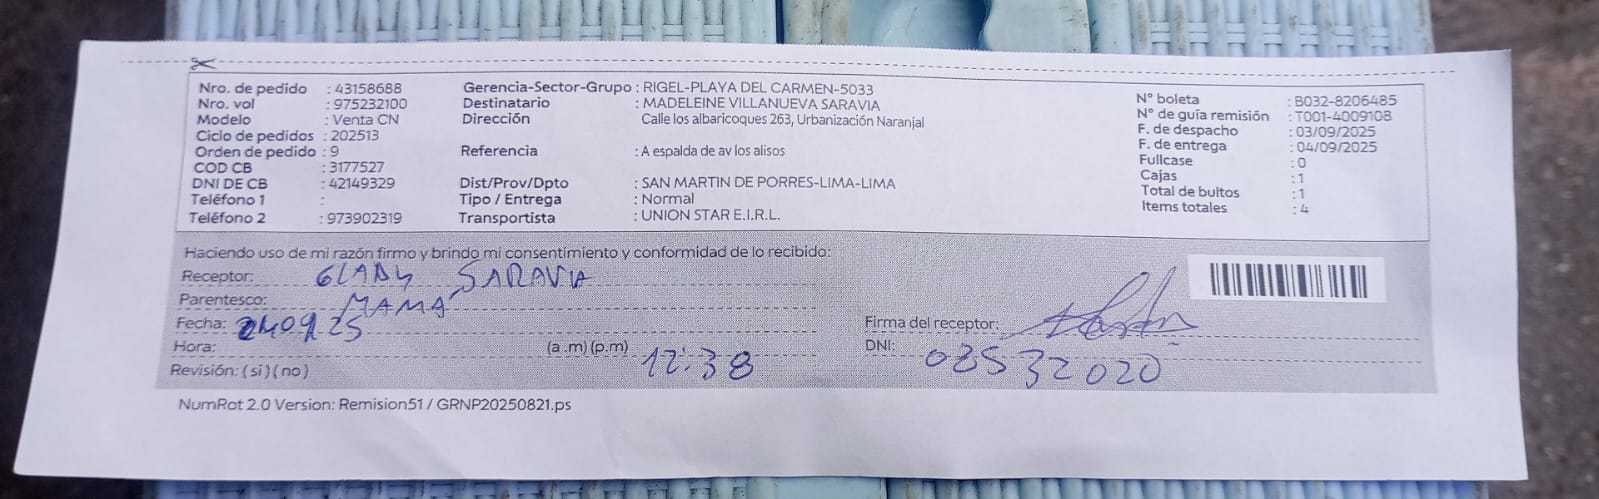 Nro. de pedido : 43158688 Gerencia-Sector-Grupo : RIGEL-PLAYA DEL CARMEN-5033
Nro. vol : 975232100 Destinatario : MADELEINE VILLANUEVA SARAVIA N° boleta : B032-8206485
Modelo : Venta CN Dirección Calle los albaricoques 263, Urbanización Naranjal N° de guía remisión : T001-4009108
Ciclo de pedidos : 202513 F. de despacho : 03/09/2025
Orden de pedido : 9 Referencia : A espalda de av los alisos F. de entrega : 04/09/2025
COD CB : 3177527 Fullcase : 0
DNI DE CB : 42149329 Dist/Prov/Dpto : SAN MARTIN DE PORRES-LIMA-LIMA Cajas : 1
Teléfono 1 : Tipo / Entrega : Normal Total de bultos : 1
Teléfono 2 : 973902319 Transportista : UNION STAR E.I.R.L. Items totales : 4
Haciendo uso de mi razón firmo y brindo mi consentimiento y conformidad de lo recibido:
Receptor: GLADY SARAVIA
Parentesco: MAMÁ
Fecha: 25 Firma del receptor:
Hora: (a .m) (p.m) 12:38 DNI: 08532020
Revisión: ( si ) ( no )
NumRot 2.0 Version: Remision51 / GRNP20250821.ps